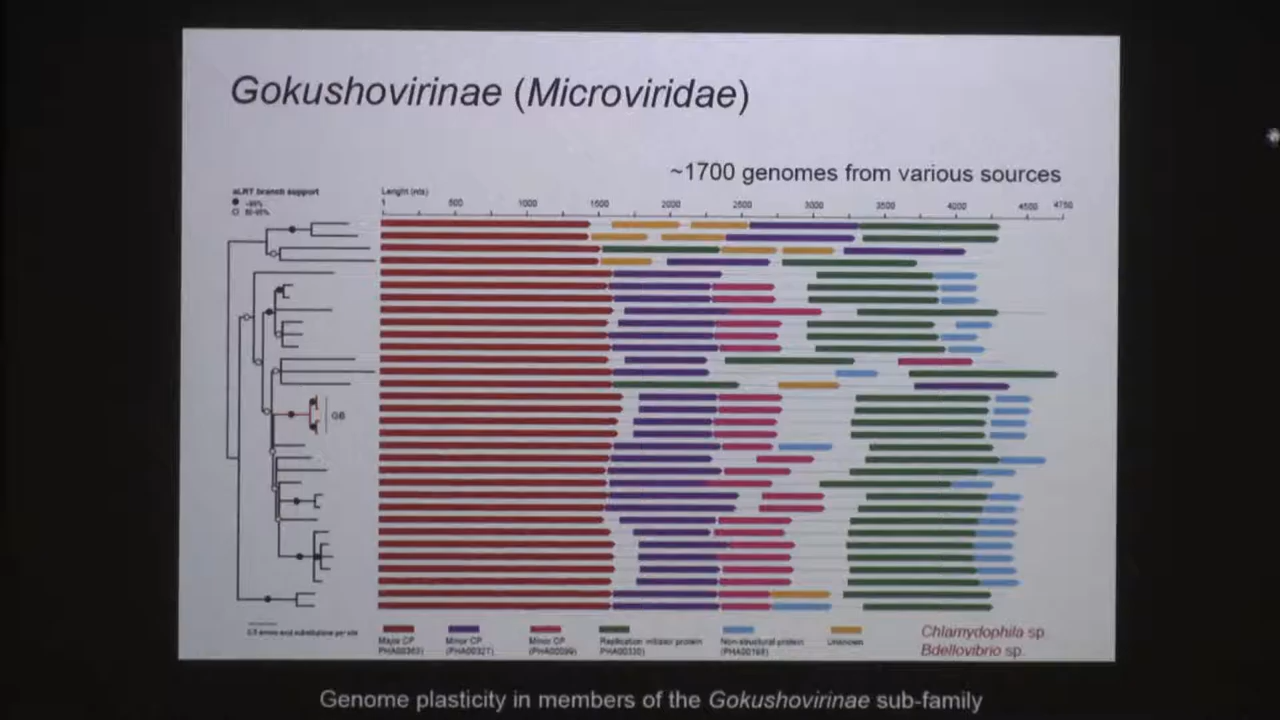 Gokushovirinae (Microviridae)
~1700 genomes from various sources
aLRT branch support
Lenght (nts)
1 500 1000 1500 2000 2500 3000 3500 4000 4500 4750
GB
Major CP
Minor CP
Minor CP
Replication initiator protein
Non-structural protein
Unknown
(PHA00327)
(PHA00099)
Chlamydophila sp.
Bdellovibrio sp.
Genome plasticity in members of the Gokushovirinae sub-family